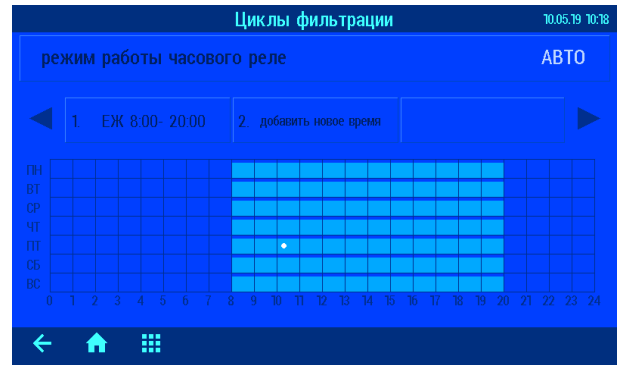 Циклы фильтрации 10.05.19 10:18
режим работы часового реле АВТО
1. ЕЖ 8:00- 20:00 2. добавить новое время
ПН
ВТ
СР
ЧТ
ПТ
СБ
ВС
0 1 2 3 4 5 6 7 8 9 10 11 12 13 14 15 16 17 18 19 20 21 22 23 24